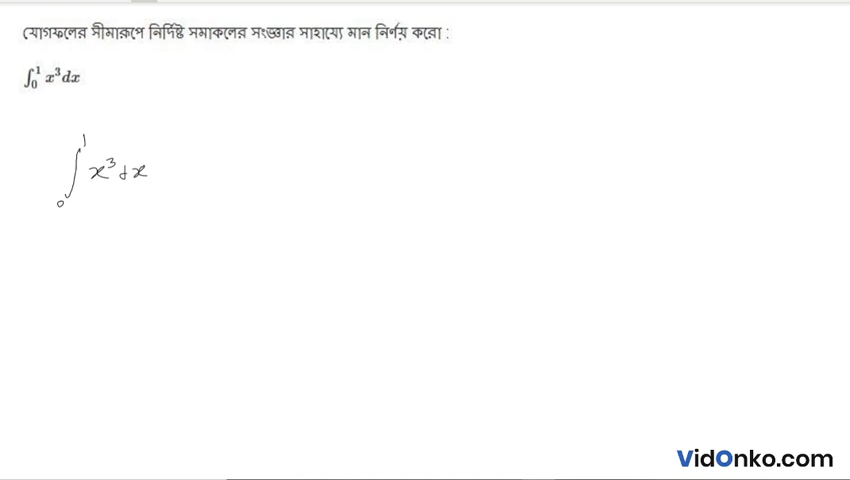 যোগফলের সীমারূপে নির্দিষ্ট সমাকলের সংজ্ঞার সাহায্যে মান নির্ণয় করো :
∫₀¹ x³dx
∫₀¹ x³dx
VidOnko.com